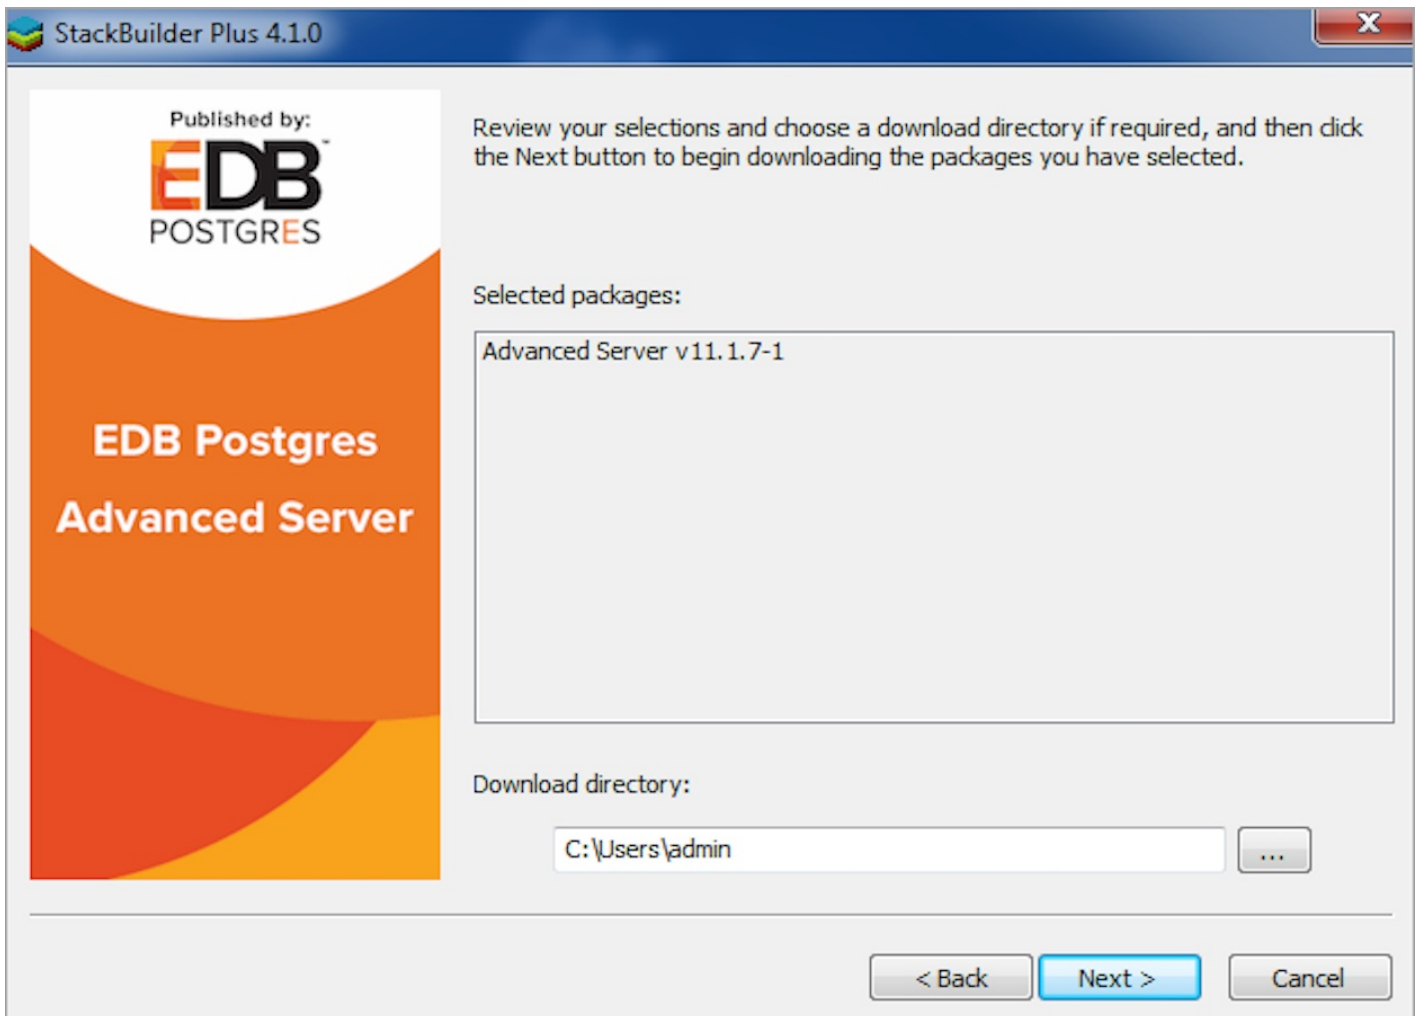 StackBuilder Plus 4.1.0
Published by:
EDB™
POSTGRES
EDB Postgres
Advanced Server
Review your selections and choose a download directory if required, and then click
the Next button to begin downloading the packages you have selected.
Selected packages:
Advanced Server v11.1.7-1
Download directory:
C:\Users\admin
...
< Back
Next >
Cancel